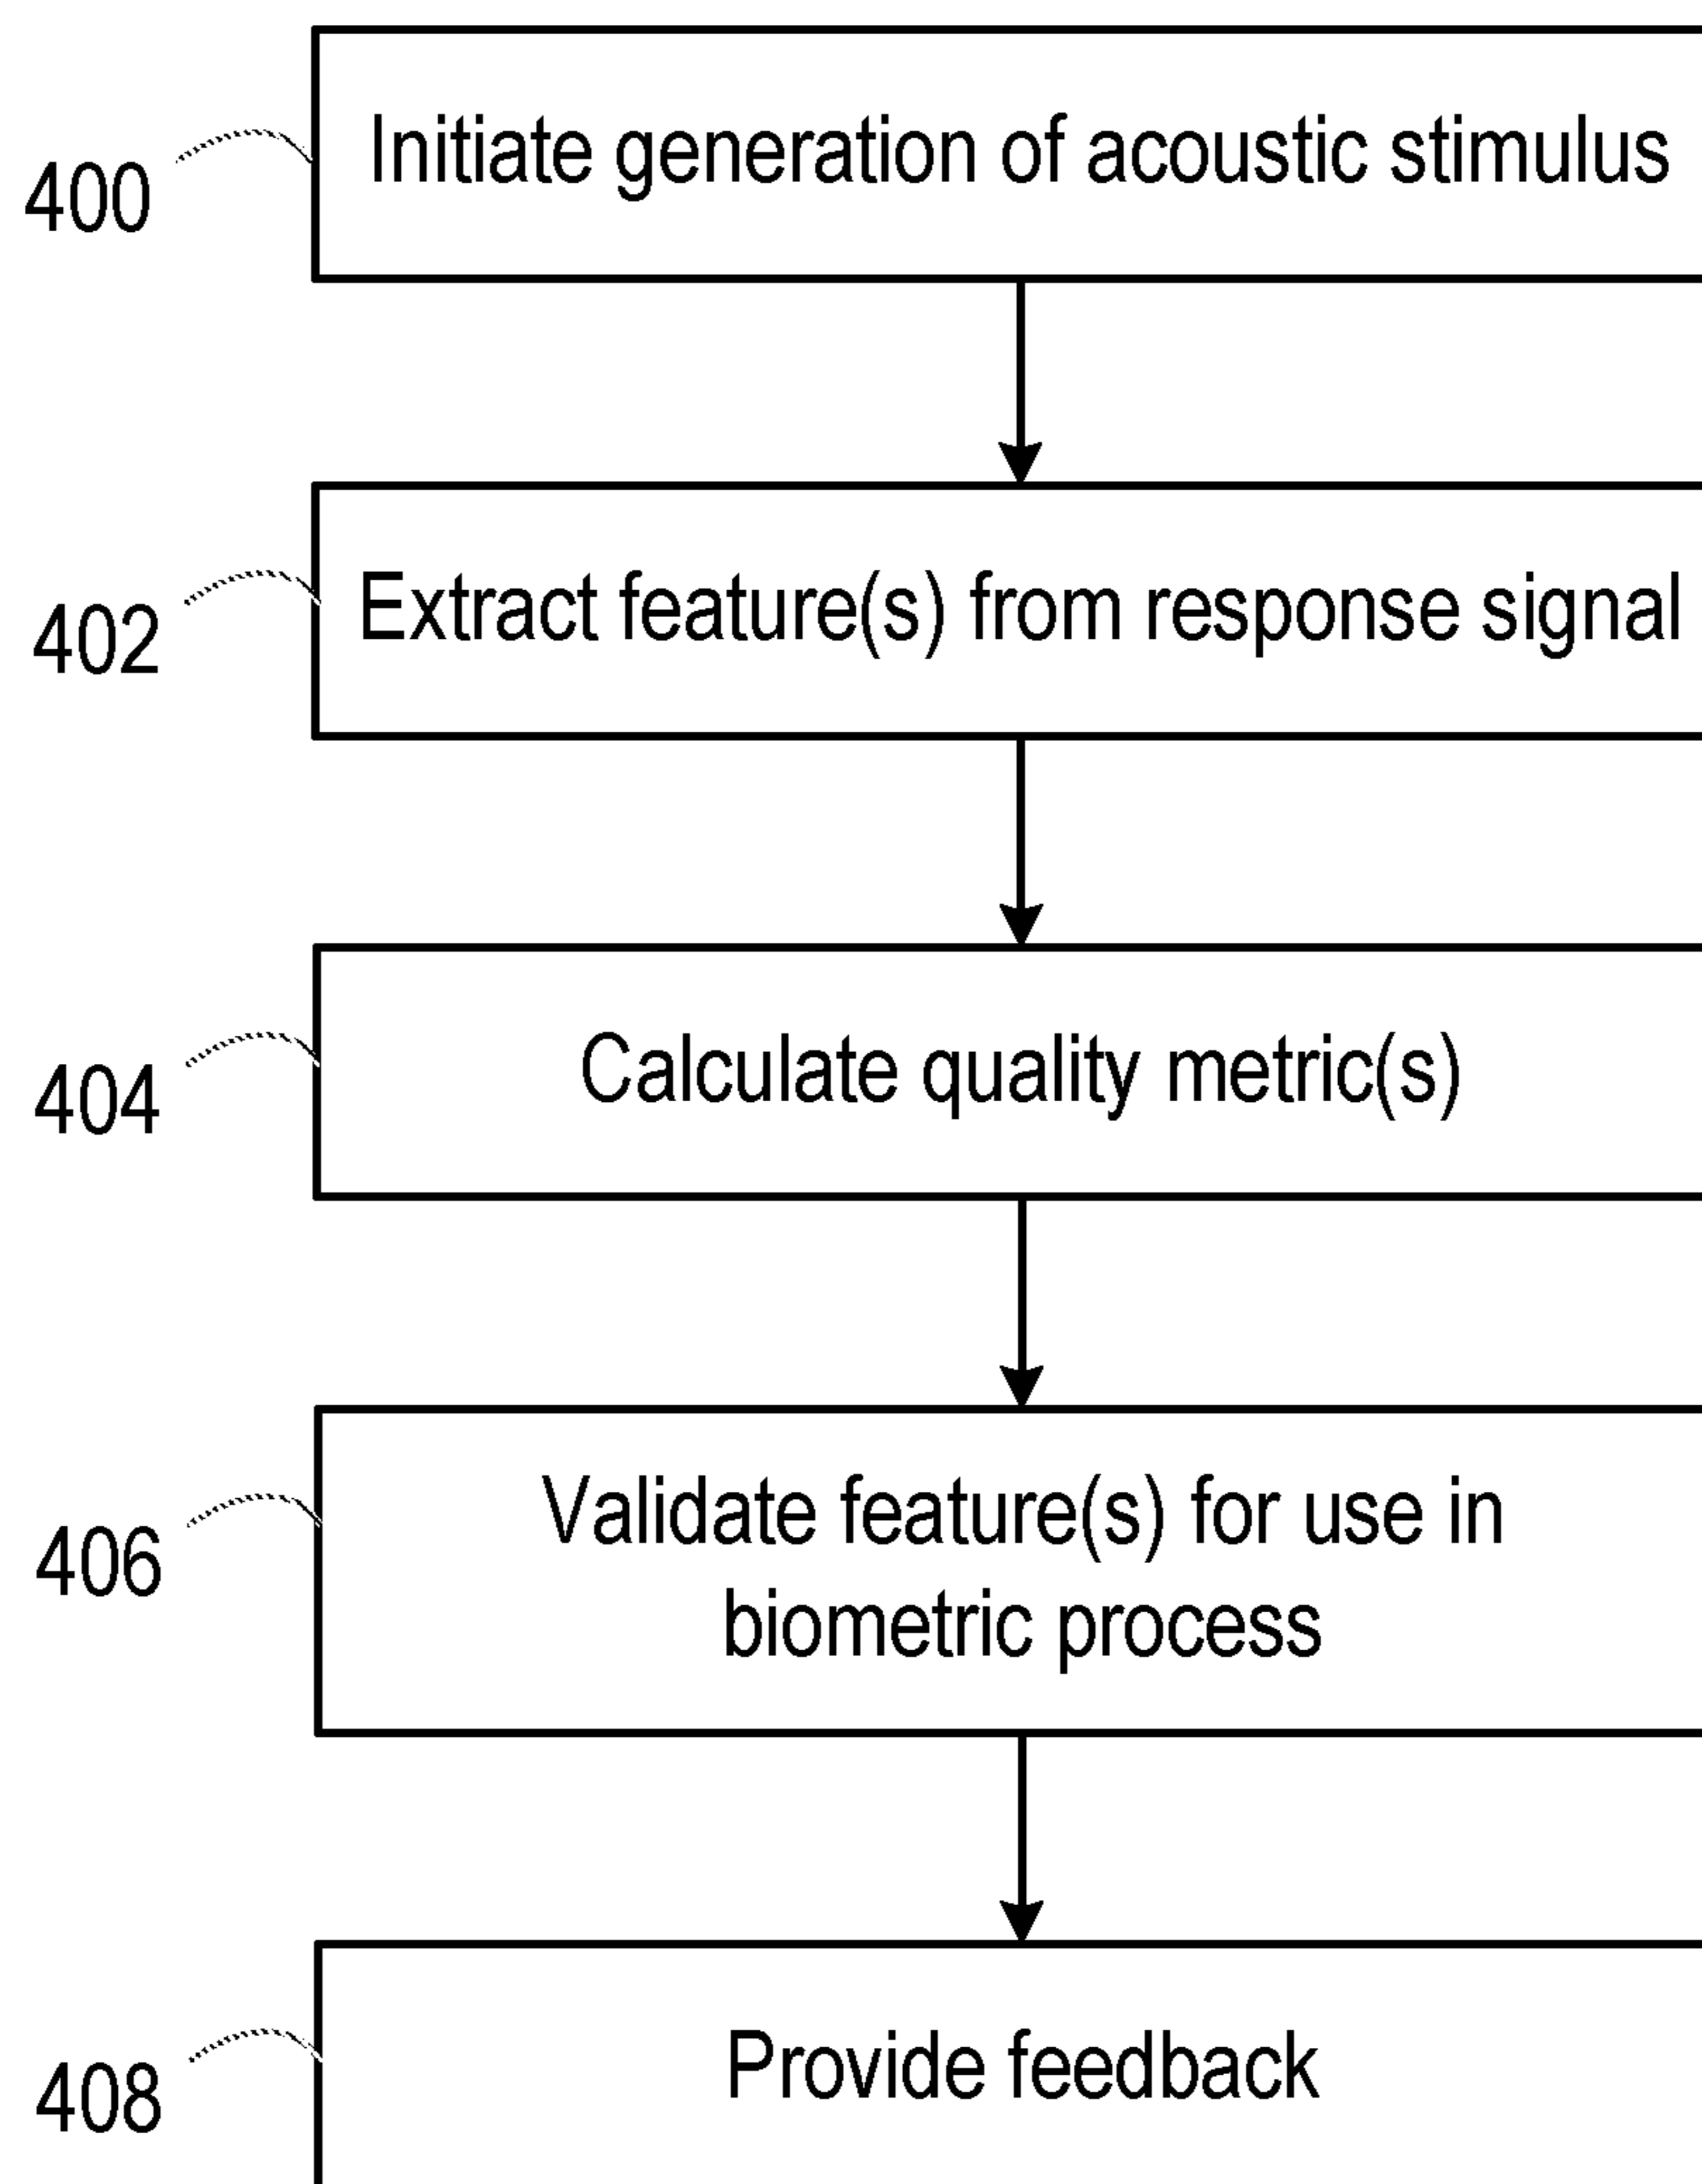 Initiate generation of acoustic stimulus
400
Extract feature(s) from response signal
402
Calculate quality metric(s)
404
Validate feature(s) for use in
biometric process
406
Provide feedback
408